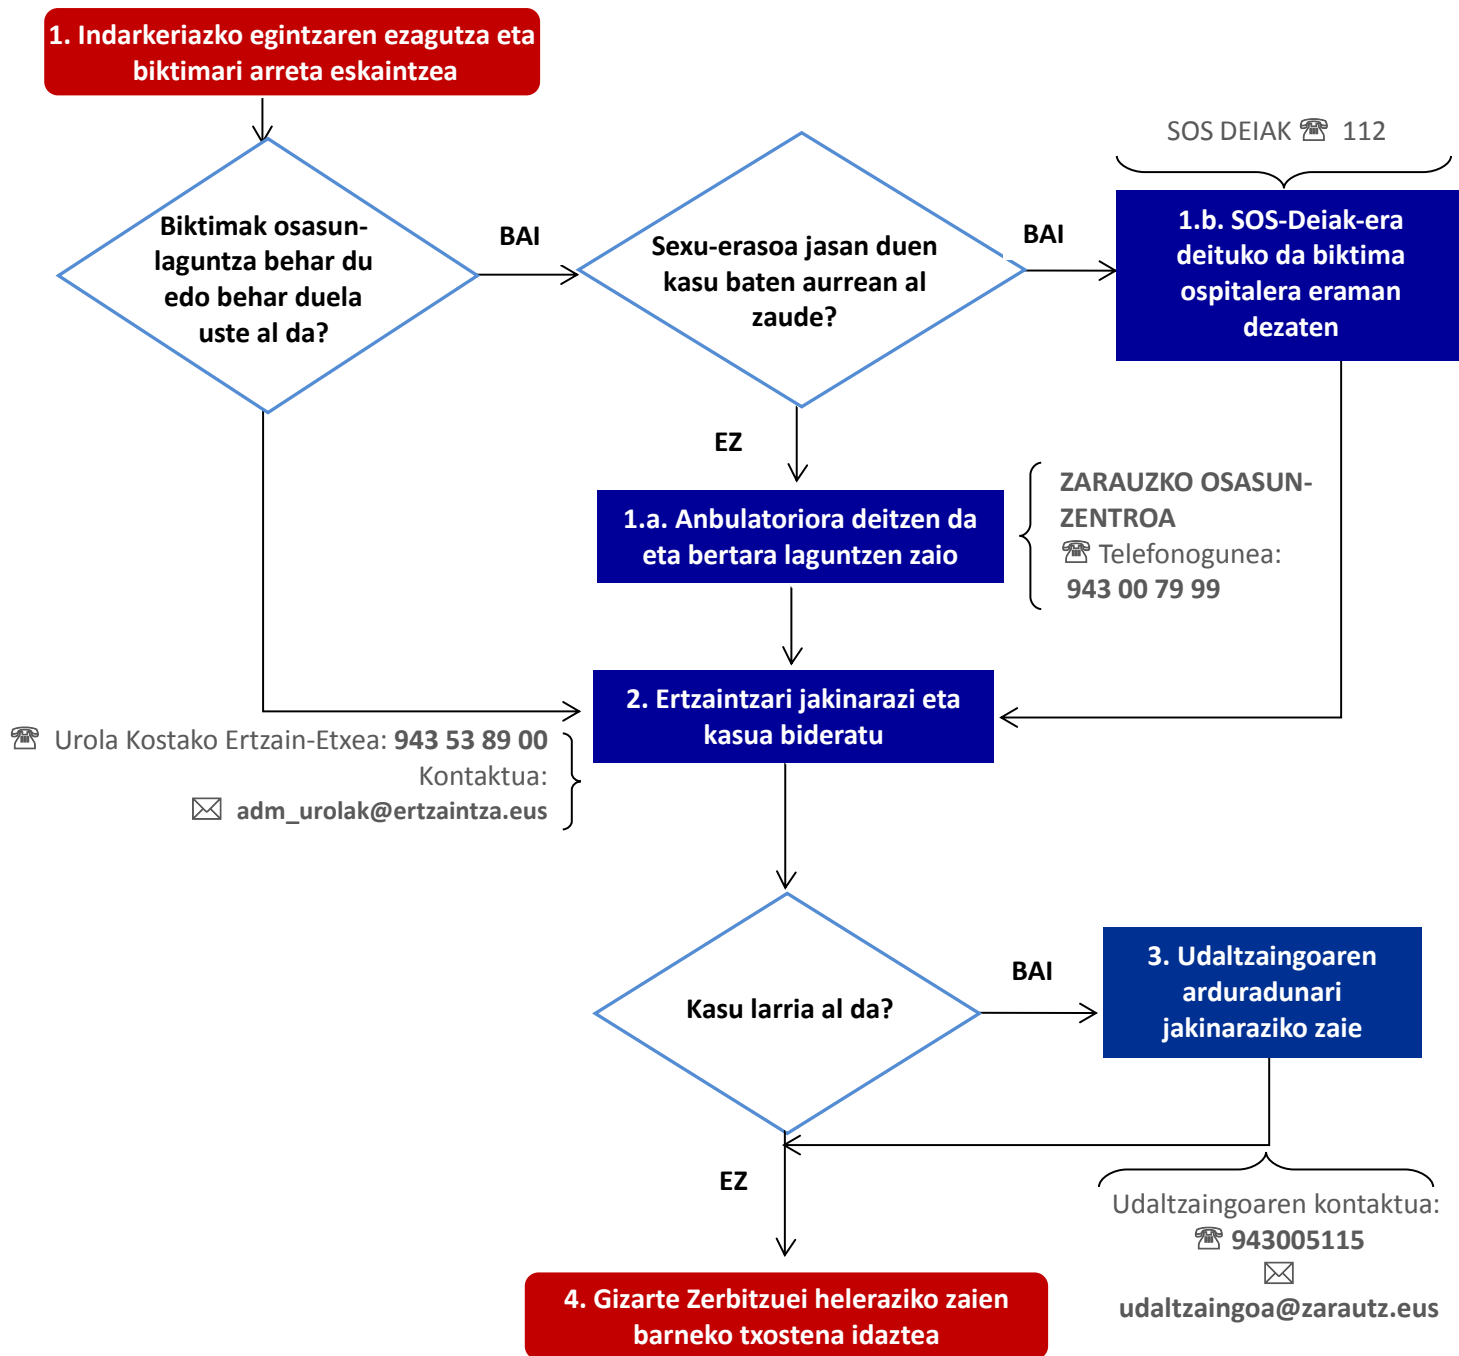 1. Indarkeriazko egintzaren ezagutza eta
biktimari arreta eskaintzea
SOS DEIAK ☎ 112
Biktimak osasun-
laguntza behar du
edo behar duela
uste al da?
BAI
Sexu-erasoa jasan duen
kasu baten aurrean al
zaude?
BAI
1.b. SOS-Deiak-era
deituko da biktima
ospitalera eraman
dezaten
EZ
1.a. Anbulatoriora deitzen da
eta bertara laguntzen zaio
ZARAUZKO OSASUN-
ZENTROA
☎ Telefonogunea:
943 00 79 99
2. Ertzaintzari jakinarazi eta
kasua bideratu
☎ Urola Kostako Ertzain-Etxea: 943 53 89 00
Kontaktua:
✉ adm_urolak@ertzaintza.eus
Kasu larria al da?
BAI
3. Udaltzaingoaren
arduradunari
jakinaraziko zaie
EZ
Udaltzaingoaren kontaktua:
☎ 943005115
✉
udaltzaingoa@zarautz.eus
4. Gizarte Zerbitzuei heleraziko zaien
barneko txostena idaztea